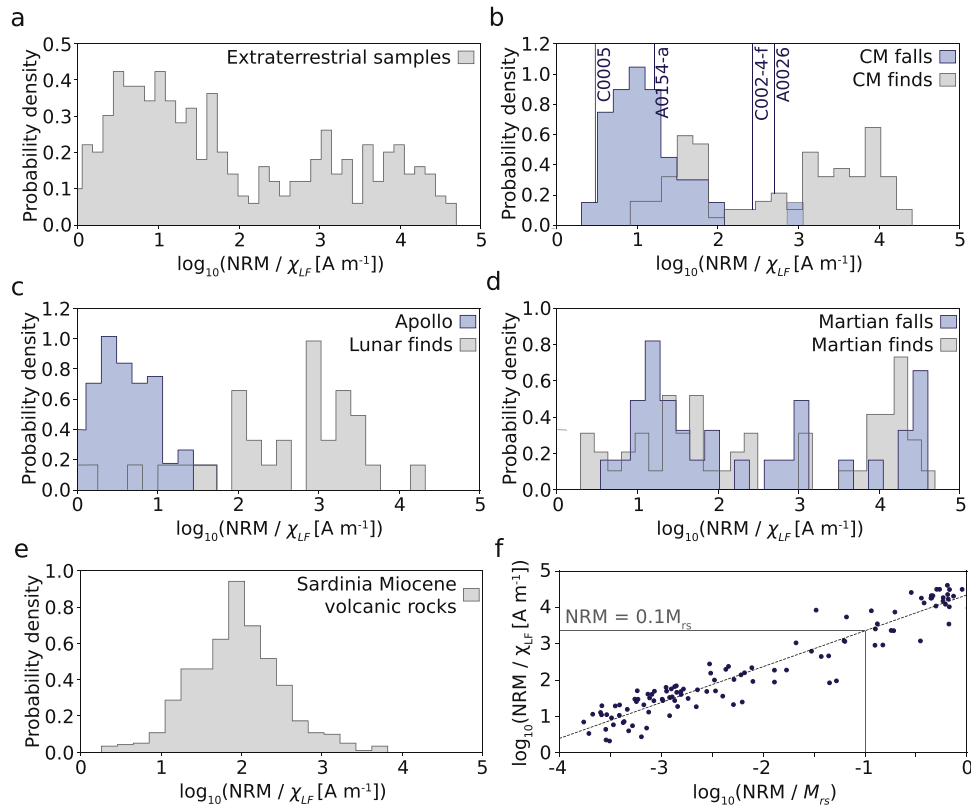 a
0.5
0.4
0.3
0.2
0.1
0.0
Probability density
Extraterrestrial samples
0 1 2 3 4 5
log₁₀(NRM / χLF [A m⁻¹])
b
1.2
1.0
0.8
0.6
0.4
0.2
0.0
Probability density
C0005
A0154-a
C002-4-f
A0026
CM falls
CM finds
0 1 2 3 4 5
log₁₀(NRM / χLF [A m⁻¹])
c
1.2
1.0
0.8
0.6
0.4
0.2
0.0
Probability density
Apollo
Lunar finds
0 1 2 3 4 5
log₁₀(NRM / χLF [A m⁻¹])
d
1.0
0.8
0.6
0.4
0.2
0.0
Probability density
Martian falls
Martian finds
0 1 2 3 4 5
log₁₀(NRM / χLF [A m⁻¹])
e
1.0
0.8
0.6
0.4
0.2
0.0
Probability density
Sardinia Miocene
volcanic rocks
0 1 2 3 4 5
log₁₀(NRM / χLF [A m⁻¹])
f
5
4
3
2
1
0
log₁₀(NRM / χLF [A m⁻¹])
NRM = 0.1Mrs
-4 -3 -2 -1 0
log₁₀(NRM / Mrs)